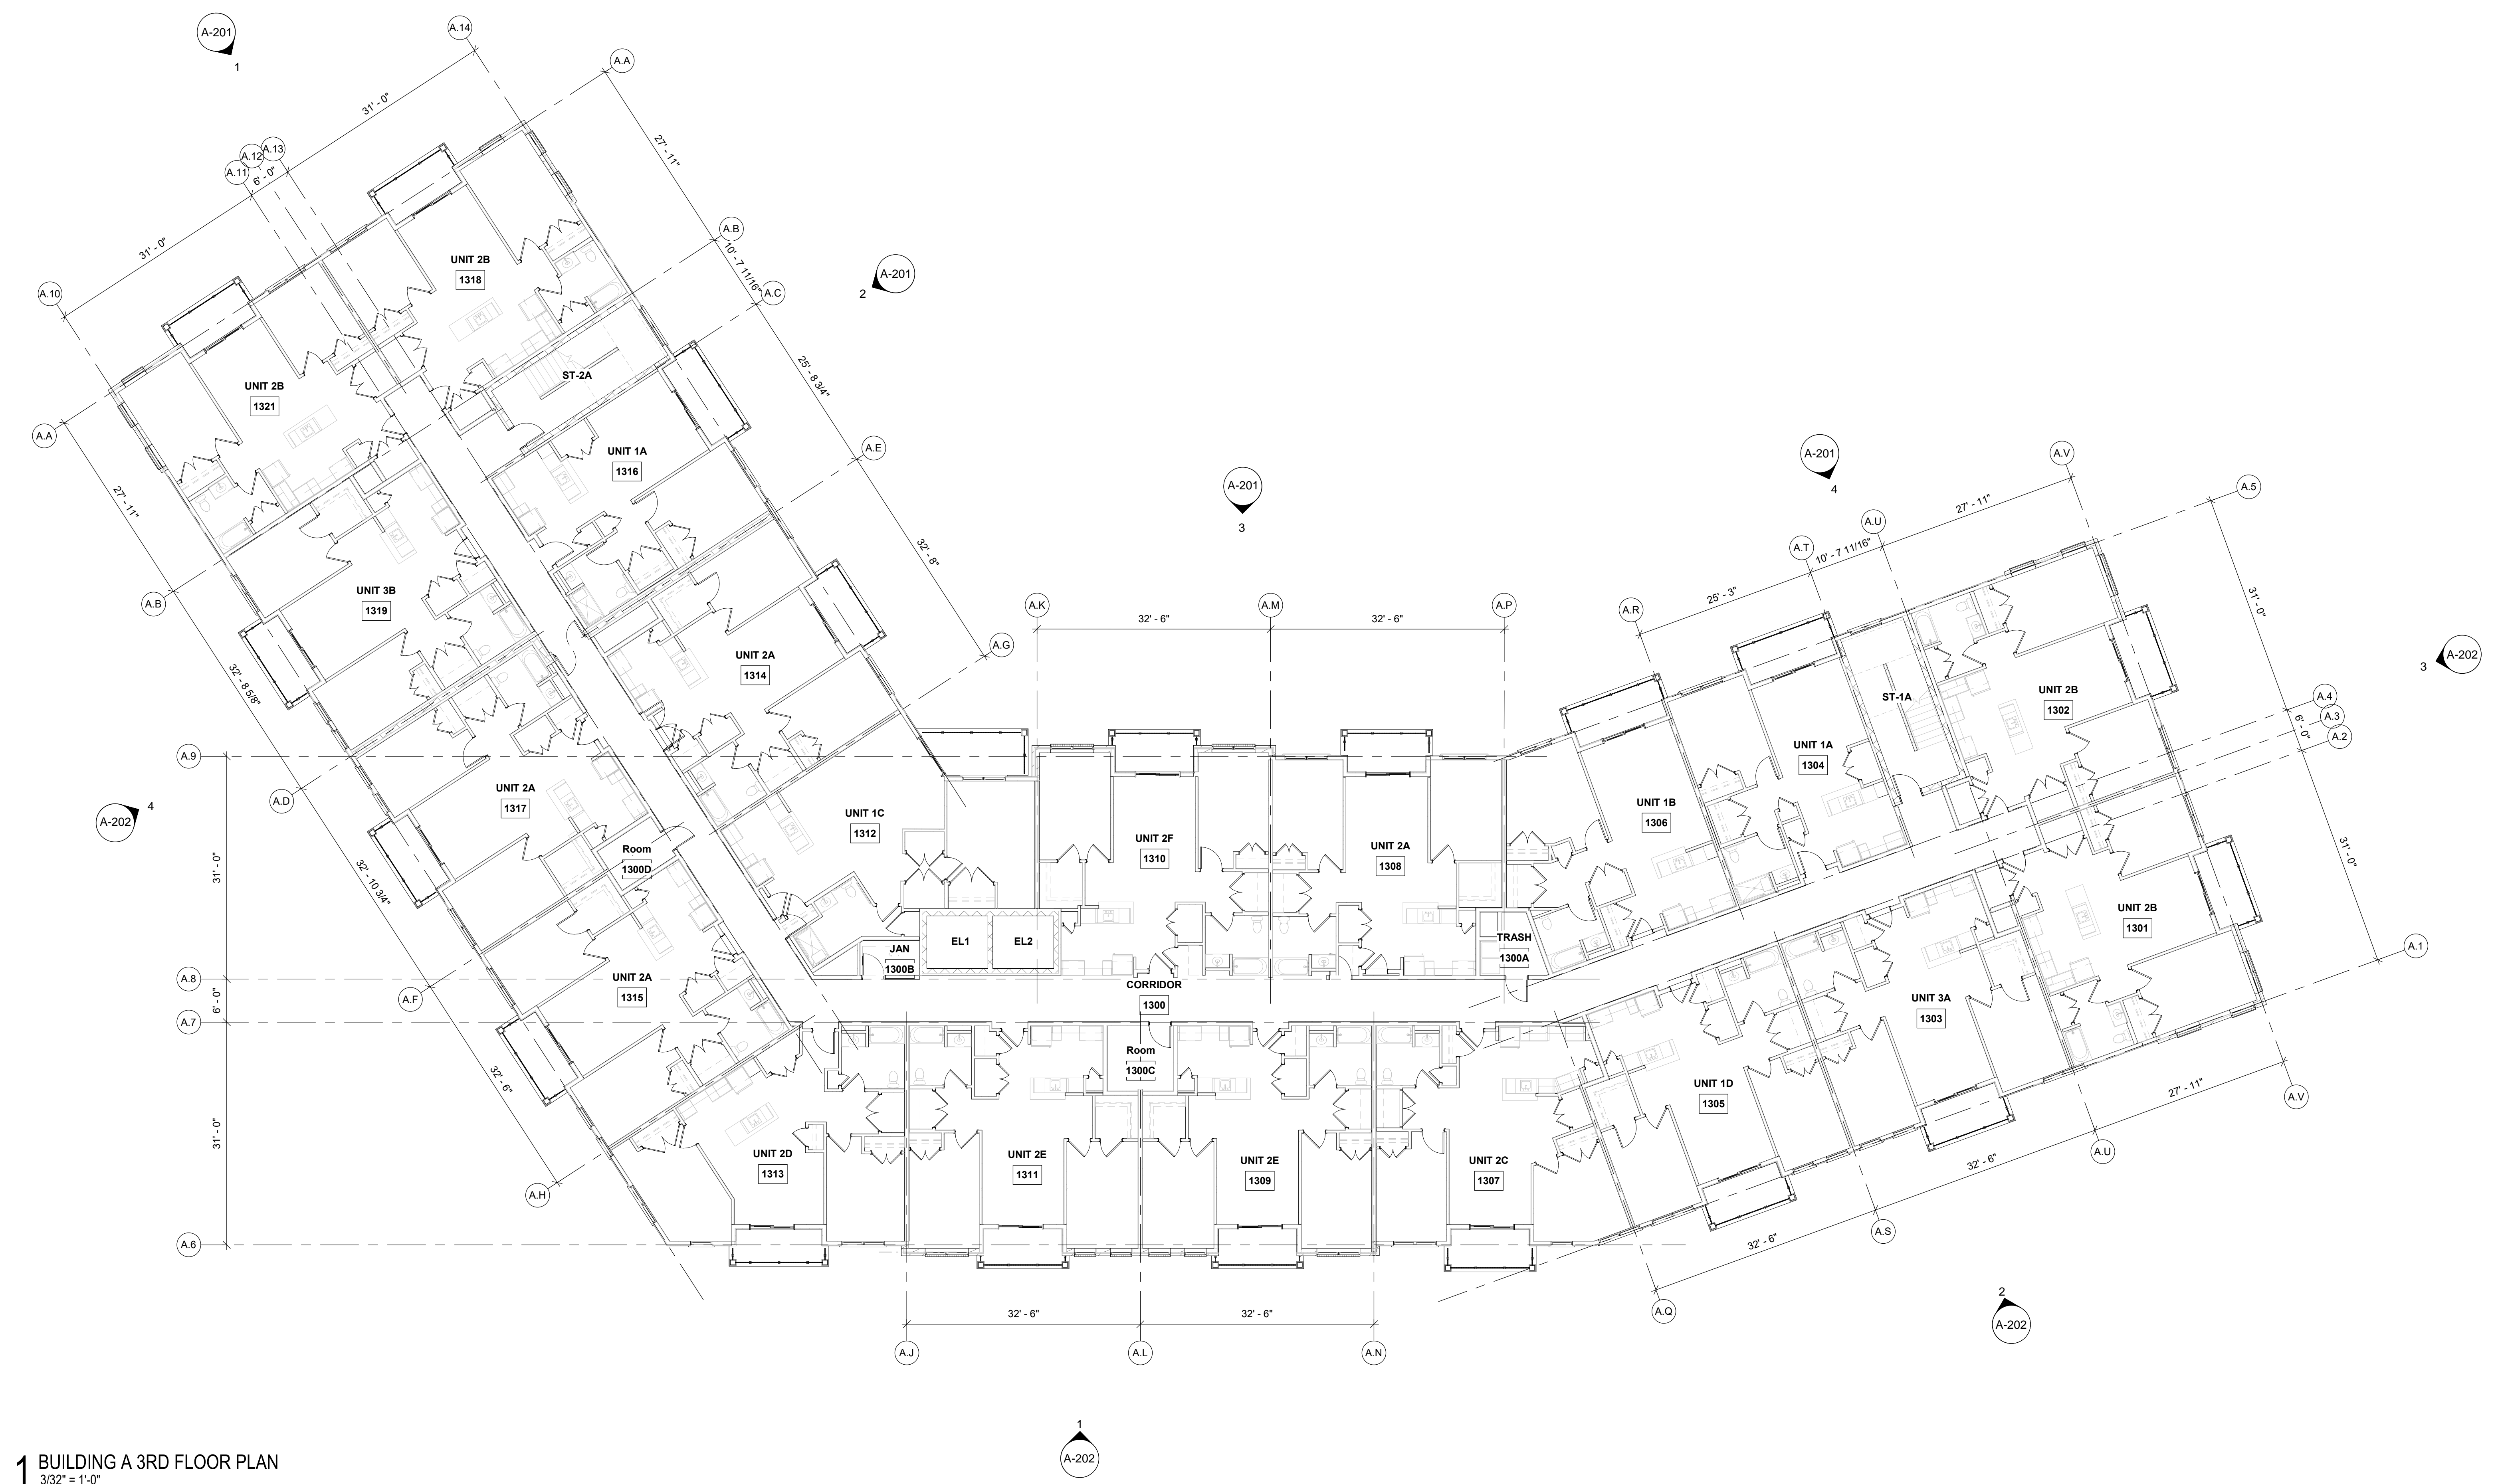 A-201
1
A.14
A.A
31' - 0"
27' - 11"
A.13
A.12
A.11
6' - 0"
31' - 0"
A.B
10' - 7 11/16"
A-201
2
A.C
A.10
UNIT 2B
1318
ST-2A
25' - 8 3/4"
UNIT 2B
1321
A.A
A.E
UNIT 1A
1316
27' - 11"
32' - 8"
A-201
3
A-201
4
A.V
A.5
27' - 11"
A.U
A.T
10' - 7 11/16"
25' - 3"
A.R
31' - 0"
A.B
UNIT 3B
1319
A.K
A.M
A.P
32' - 6"
32' - 6"
A.G
UNIT 2A
1314
32' - 8 5/8"
3
A-202
ST-1A
UNIT 2B
1302
A.4
A.3
A.2
6' - 0"
A.9
A.D
UNIT 2A
1317
4
A-202
UNIT 1A
1304
UNIT 1B
1306
UNIT 1C
1312
UNIT 2F
1310
UNIT 2A
1308
31' - 0"
Room
1300D
32' - 10 3/4"
31' - 0"
UNIT 2B
1301
A.1
EL1
EL2
JAN
1300B
TRASH
1300A
A.8
A.F
UNIT 2A
1315
CORRIDOR
1300
6' - 0"
A.7
UNIT 3A
1303
Room
1300C
32' - 6"
UNIT 1D
1305
27' - 11"
A.V
31' - 0"
UNIT 2D
1313
UNIT 2E
1311
UNIT 2E
1309
UNIT 2C
1307
A.U
32' - 6"
A.H
A.S
A.6
32' - 6"
A.Q
32' - 6"
32' - 6"
A.J
A.L
A.N
2
A-202
1
A-202
1 BUILDING A 3RD FLOOR PLAN
3/32" = 1'-0"